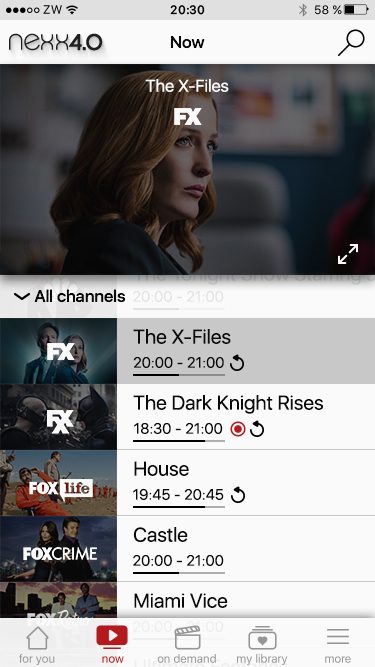 ZW 20:30 58 %
nexx4.0 Now
The X-Files
FX
The Tonight Show Starring
20:00 - 21:00
All channels
FX The X-Files
20:00 - 21:00
FXX The Dark Knight Rises
18:30 - 21:00
FOX life House
19:45 - 20:45
FOXCRIME Castle
20:00 - 21:00
FOX Miami Vice
for you now on demand my library more